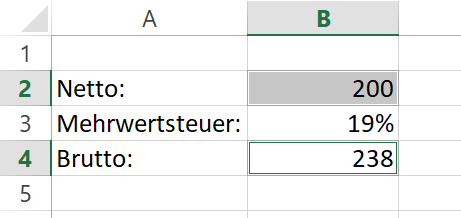 A B
1
2 Netto: 200
3 Mehrwertsteuer: 19%
4 Brutto: 238
5